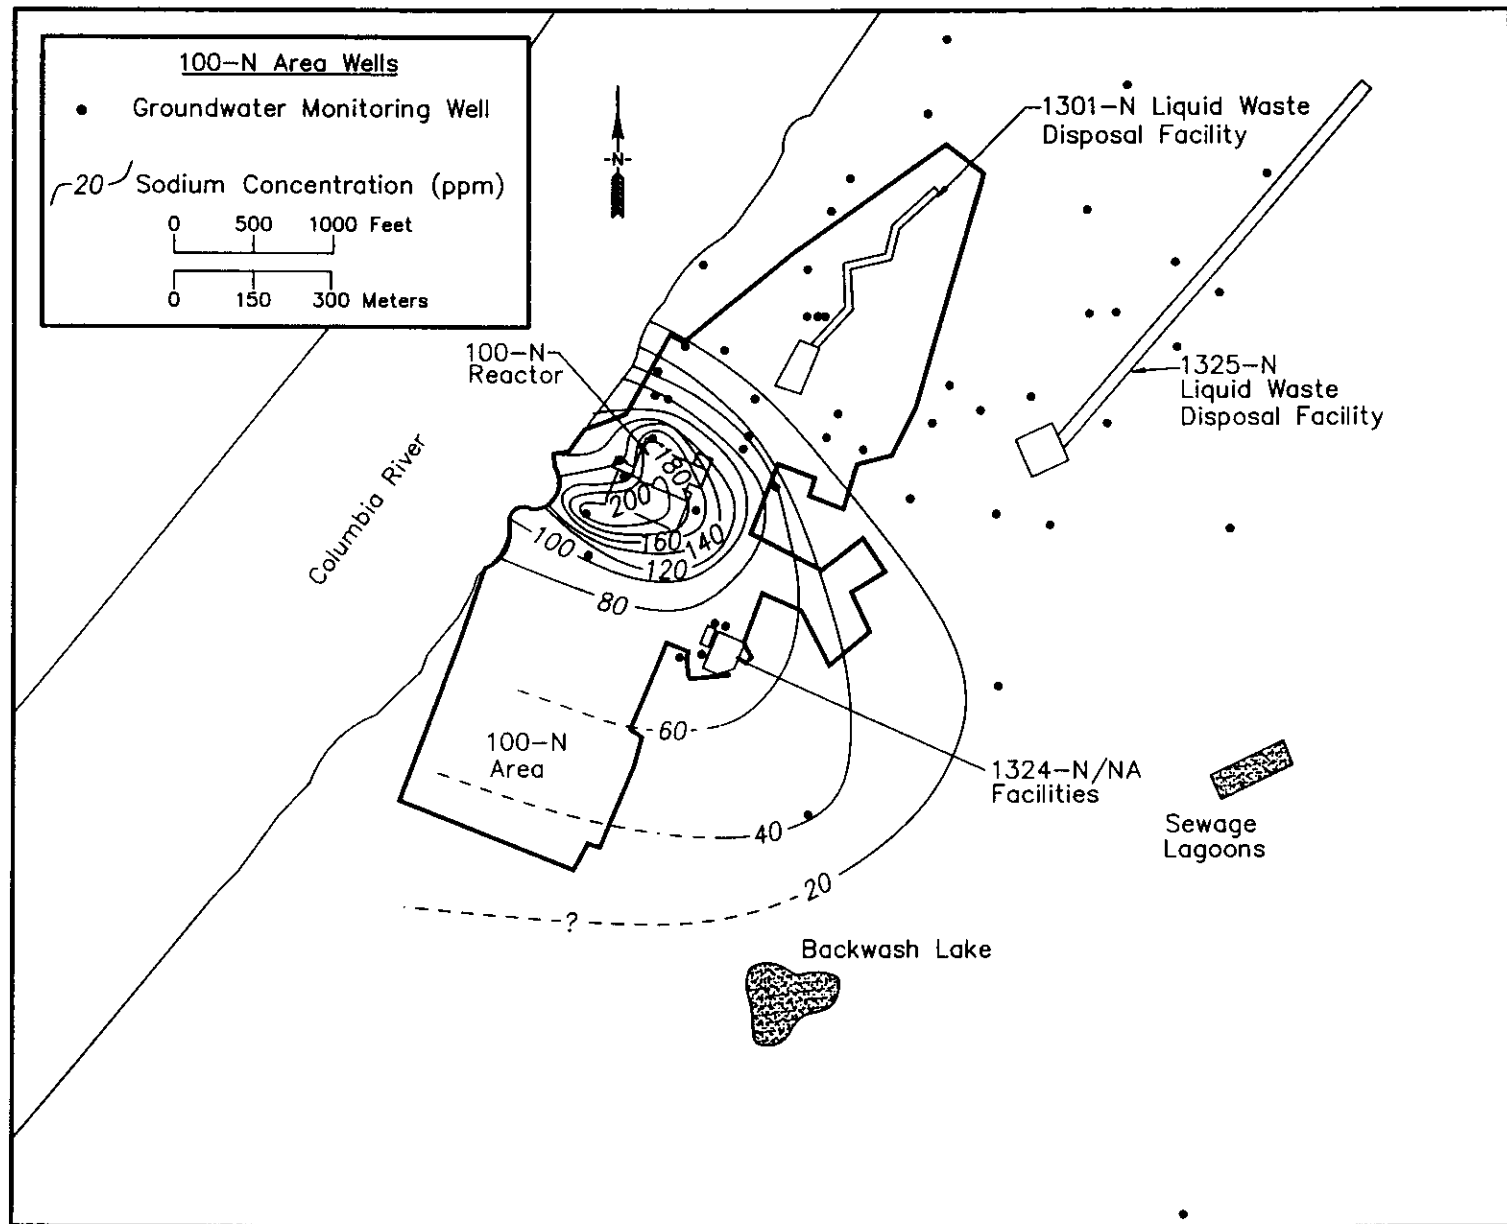 100-N Area Wells
Groundwater Monitoring Well
20 Sodium Concentration (ppm)
0 500 1000 Feet
0 150 300 Meters
-N-
1301-N Liquid Waste
Disposal Facility
100-N
Reactor
1325-N
Liquid Waste
Disposal Facility
Columbia River
180
200
160
140
120
100
80
60
100-N
Area
1324-N/NA
Facilities
40
Sewage
Lagoons
20
?
Backwash Lake